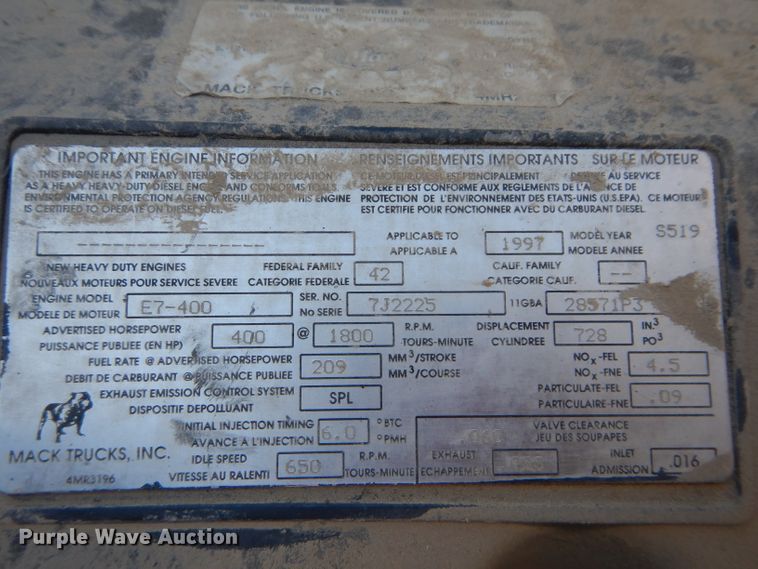 MACK TRUCKS
IMPORTANT ENGINE INFORMATION RENSEIGNEMENTS IMPORTANTS SUR LE MOTEUR
THIS ENGINE HAS A PRIMARY INTENDED SERVICE APPLICATION
AS A HEAVY HEAVY-DUTY DIESEL ENGINE AND CONFORMS TO U.S.
ENVIRONMENTAL PROTECTION AGENCY REGULATIONS. THIS ENGINE
IS CERTIFIED TO OPERATE ON DIESEL FUEL.
CE MOTEUR DIESEL EST PRINCIPALEMENT AU SERVICE
SEVERE ET EST CONFORME AUX REGLEMENTS DE L'AGENCE DE
PROTECTION DE L'ENVIRONNEMENT DES ETATS-UNIS (U.S.EPA). CE MOTEUR
EST CERTIFIÉ POUR FONCTIONNER AVEC DU CARBURANT DIESEL.
---------------- APPLICABLE TO 1997 MODEL YEAR S519
APPLICABLE A MODELE ANNEE
NEW HEAVY DUTY ENGINES FEDERAL FAMILY 42 CALIF. FAMILY --
NOUVEAUX MOTEURS POUR SERVICE SEVERE CATEGORIE FEDERALE CATEGORIE CALIF.
ENGINE MODEL E7-400 SER. NO. 7J2225 11GBA 28571P3
MODELE DE MOTEUR No SERIE
ADVERTISED HORSEPOWER 400 @ 1800 R.P.M. DISPLACEMENT 728 IN.³
PUISSANCE PUBLIEE (EN HP) TOURS-MINUTE CYLINDREE PO³
FUEL RATE @ ADVERTISED HORSEPOWER 209 MM³/STROKE NOx-FEL 4.5
DEBIT DE CARBURANT @ PUISSANCE PUBLIEE MM³/COURSE NOx-FNE
EXHAUST EMISSION CONTROL SYSTEM SPL PARTICULATE-FEL .09
DISPOSITIF DEPOLLUANT PARTICULAIRE-FNE
INITIAL INJECTION TIMING 6.0 °BTC VALVE CLEARANCE
AVANCE A L'INJECTION °PMH JEU DES SOUPAPES
MACK TRUCKS, INC. IDLE SPEED 650 R.P.M. EXHAUST INLET .016
4MR3196 VITESSE AU RALENTI TOURS-MINUTE ECHAPPEMENT ADMISSION
Purple Wave Auction